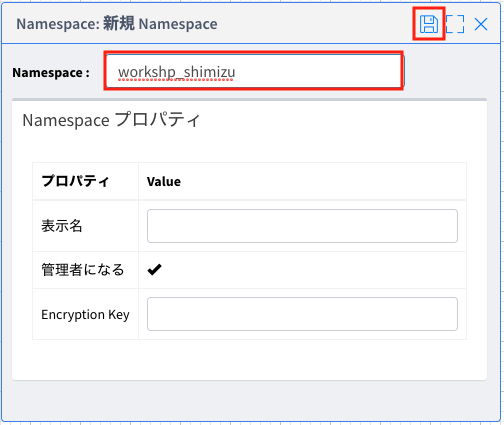 Namespace: 新規 Namespace
Namespace : workshp_shimizu
Namespace プロパティ
プロパティ Value
表示名
管理者になる ✔
Encryption Key